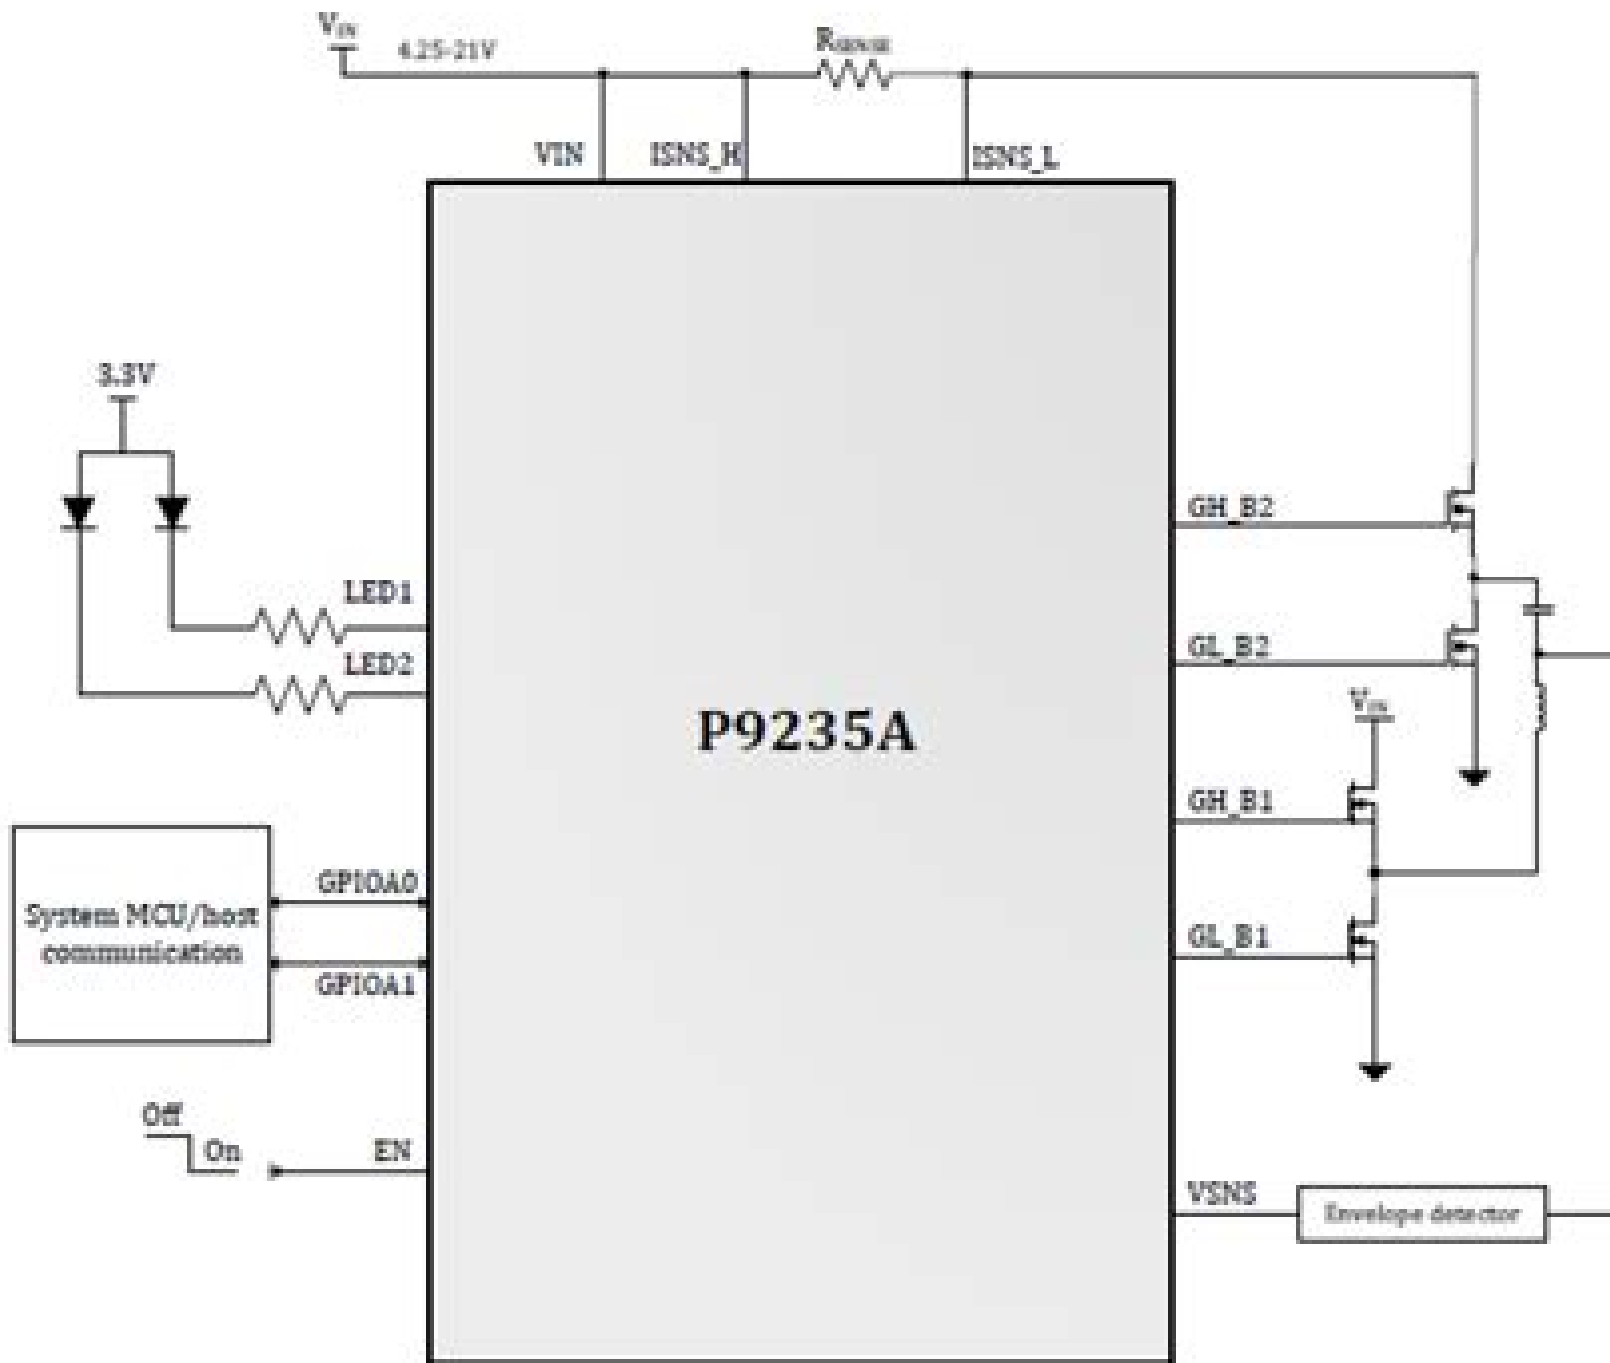 VIN
4.25-21V
RSENSE
VIN
ISNS_H
ISNS_L
3.3V
GH_B2
LED1
GL_B2
LED2
VIN
P9235A
GH_B1
GPIOA0
System MCU/host
communication
GL_B1
GPIOA1
Off
On
EN
VSNS
Envelope detector